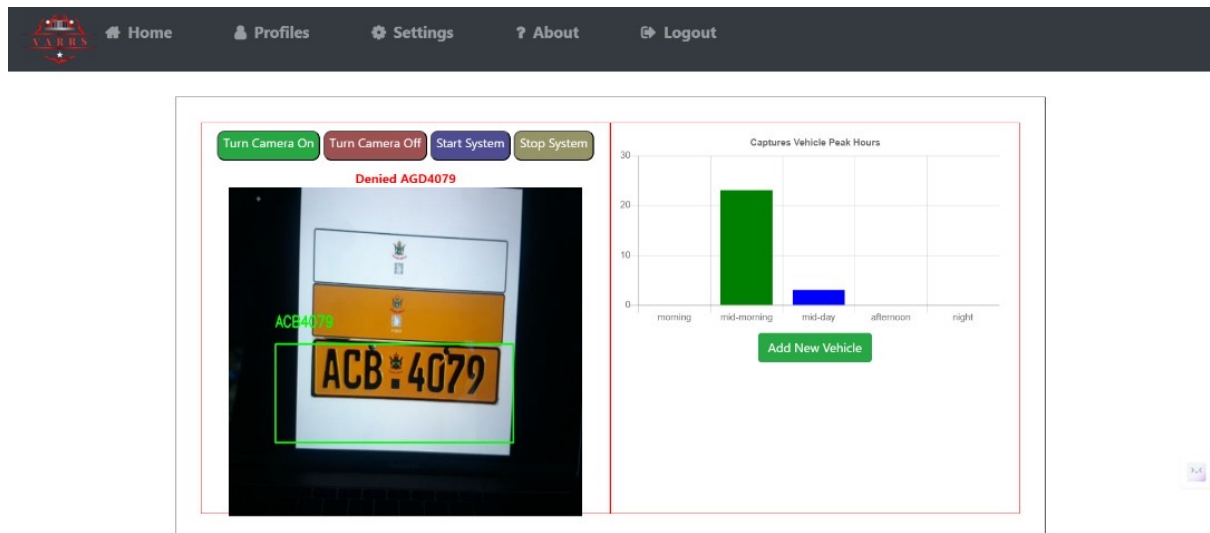 VARRS
Home Profiles Settings ? About Logout
Turn Camera On Turn Camera Off Start System Stop System
Denied AGD4079
ACB4079
ACB 4079
Captures Vehicle Peak Hours
30
20
10
0
morning mid-morning mid-day afternoon night
Add New Vehicle